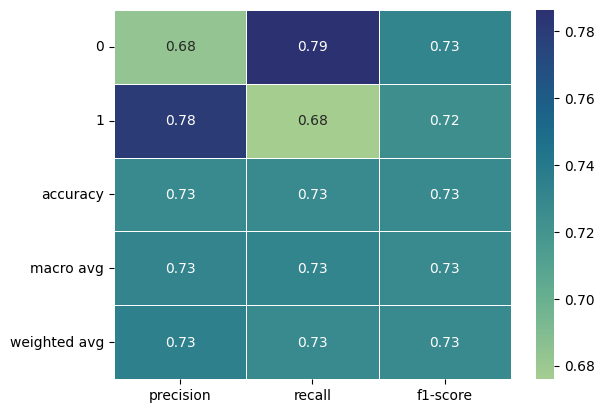 0 0.68 0.79 0.73
1 0.78 0.68 0.72
accuracy 0.73 0.73 0.73
macro avg 0.73 0.73 0.73
weighted avg 0.73 0.73 0.73
precision recall f1-score
0.78
0.76
0.74
0.72
0.70
0.68